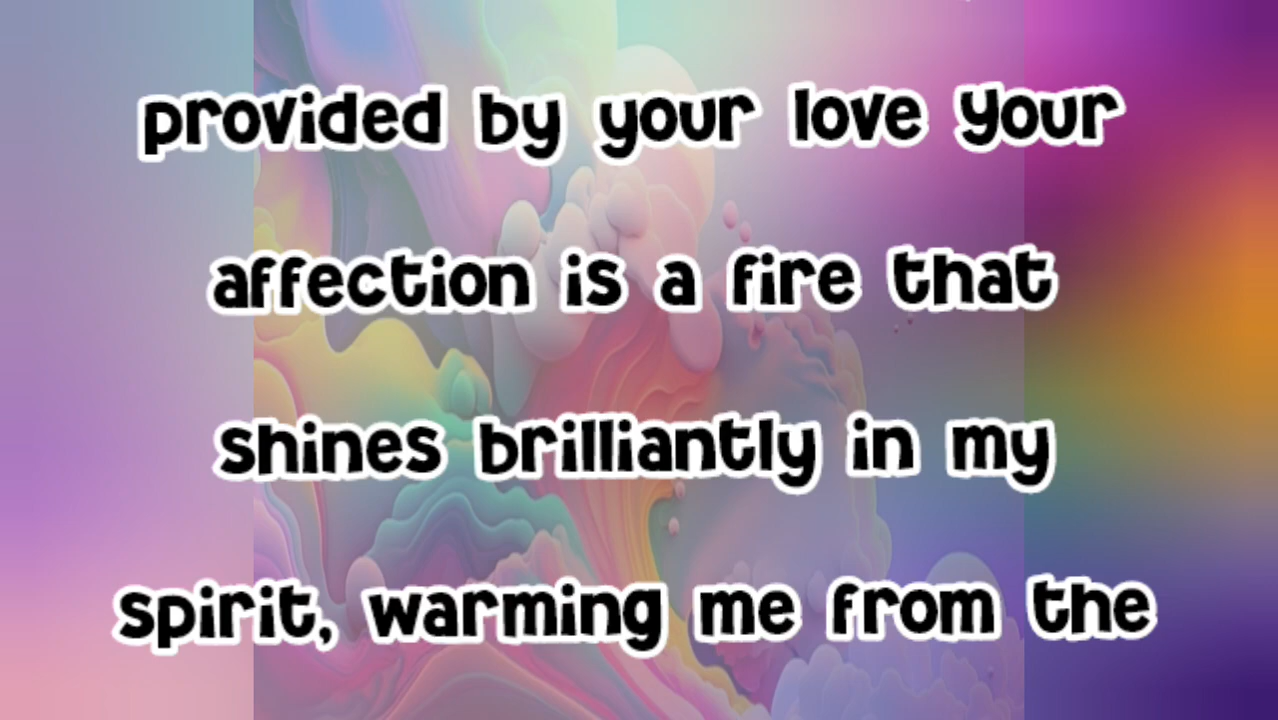 provided by your love Your
affection is a fire that
shines brilliantly in my
spirit, warming me from the